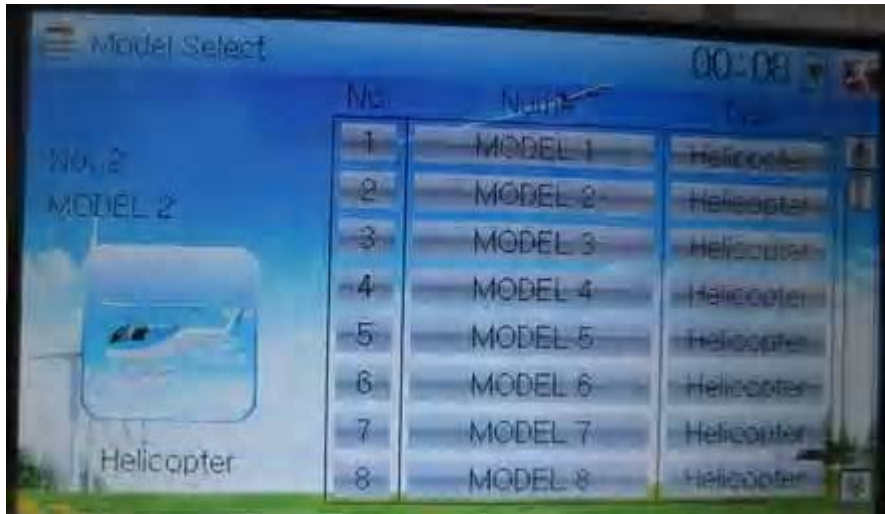 Model Select
00:08
No. Name Type
No. 2
MODEL 2
Helicopter
1 MODEL 1 Helicopter
2 MODEL 2 Helicopter
3 MODEL 3 Helicopter
4 MODEL 4 Helicopter
5 MODEL 5 Helicopter
6 MODEL 6 Helicopter
7 MODEL 7 Helicopter
8 MODEL 8 Helicopter